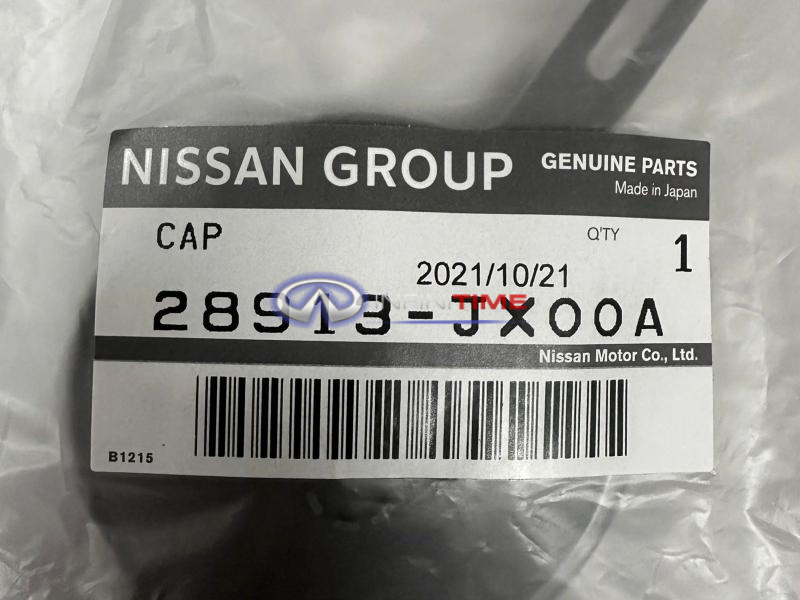 NISSAN GROUP
GENUINE PARTS
Made in Japan
CAP
Q'TY 1
2021/10/21
28913-JX00A
INFINITIME
Nissan Motor Co., Ltd.
B1215